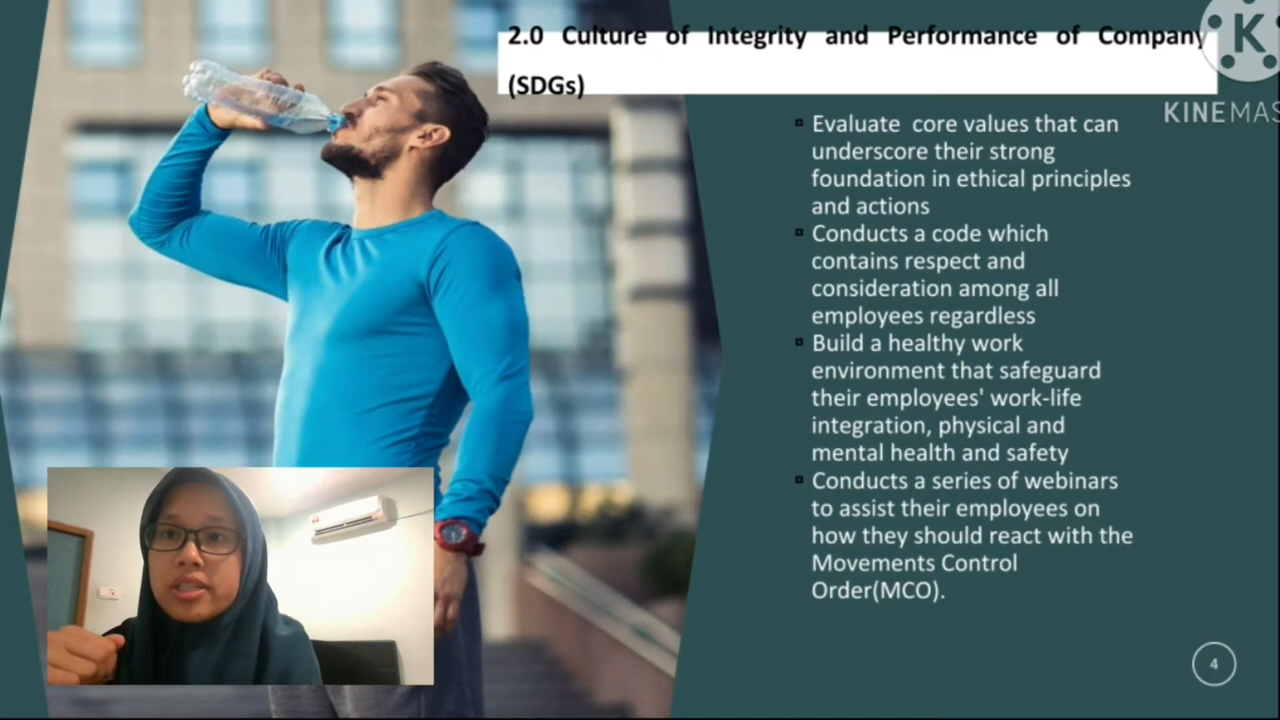 2.0 Culture of Integrity and Performance of Company
(SDGs)
K
KINEMAS
Evaluate core values that can
underscore their strong
foundation in ethical principles
and actions
Conducts a code which
contains respect and
consideration among all
employees regardless
Build a healthy work
environment that safeguard
their employees' work-life
integration, physical and
mental health and safety
Conducts a series of webinars
to assist their employees on
how they should react with the
Movements Control
Order(MCO).
4